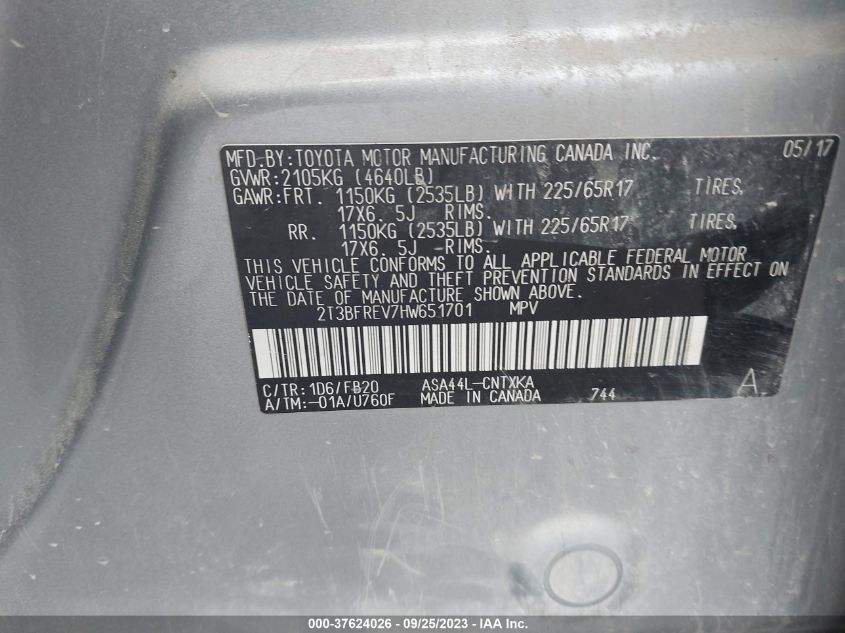 MFD.BY:TOYOTA MOTOR MANUFACTURING CANADA INC. 05/17
GVWR:2105KG (4640LB)
GAWR:FRT. 1150KG (2535LB) WITH 225/65R17 TIRES.
17X6. 5J RIMS.
RR. 1150KG (2535LB) WITH 225/65R17 TIRES.
17X6. 5J RIMS.
THIS VEHICLE CONFORMS TO ALL APPLICABLE FEDERAL MOTOR
VEHICLE SAFETY AND THEFT PREVENTION STANDARDS IN EFFECT ON
THE DATE OF MANUFACTURE SHOWN ABOVE.
2T3BFREV7HW651701 MPV
C/TR:1D6/FB20 ASA44L-CNTXKA A
A/TM:-01A/U760F MADE IN CANADA 744
000-37624026 - 09/25/2023 - IAA Inc.